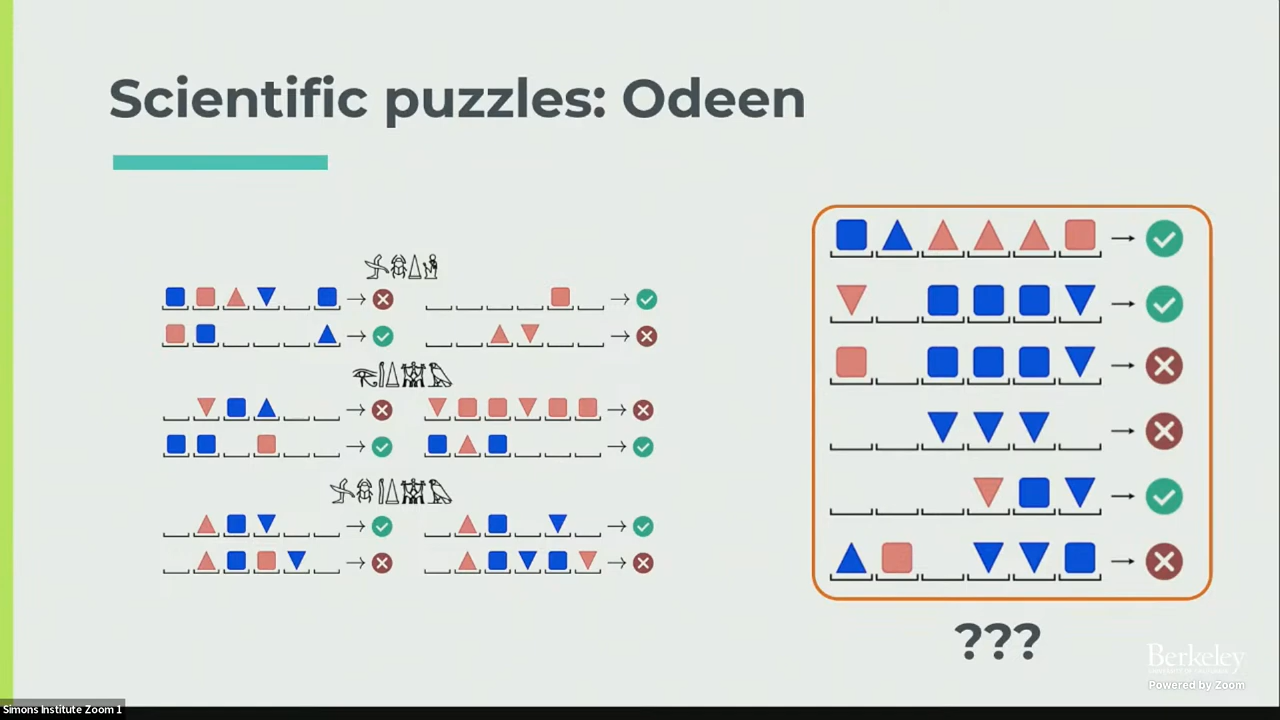 Scientific puzzles: Odeen
???
Berkeley
Powered by Zoom
Simons Institute Zoom 1